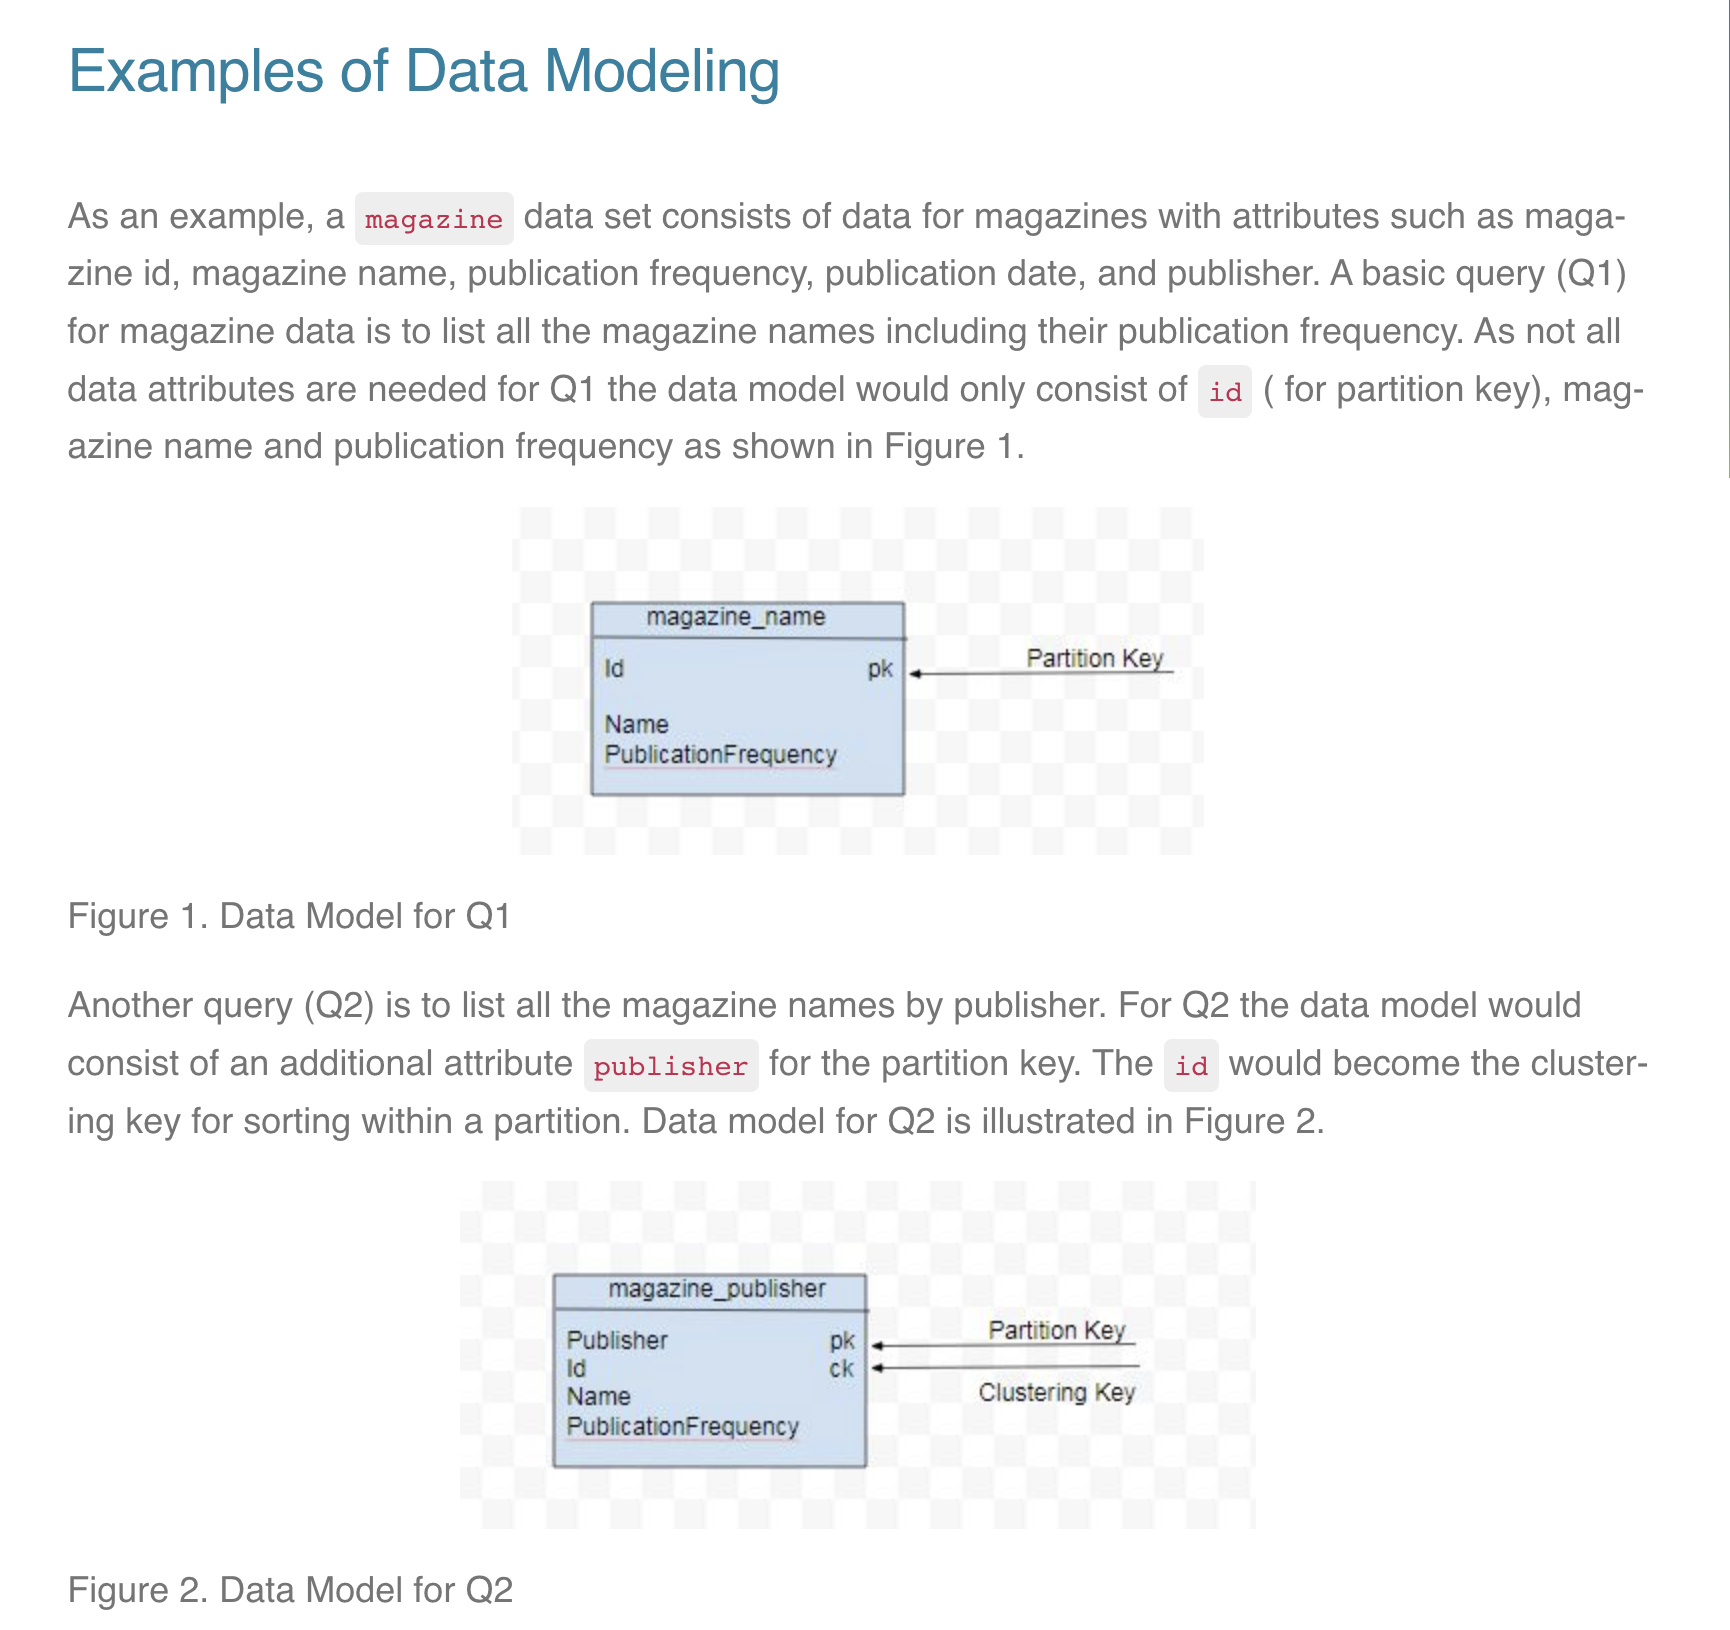 Examples of Data Modeling
As an example, a magazine data set consists of data for magazines with attributes such as maga-
zine id, magazine name, publication frequency, publication date, and publisher. A basic query (Q1)
for magazine data is to list all the magazine names including their publication frequency. As not all
data attributes are needed for Q1 the data model would only consist of id ( for partition key), mag-
azine name and publication frequency as shown in Figure 1.
magazine_name
Id pk
Partition Key
Name
PublicationFrequency
Figure 1. Data Model for Q1
Another query (Q2) is to list all the magazine names by publisher. For Q2 the data model would
consist of an additional attribute publisher for the partition key. The id would become the cluster-
ing key for sorting within a partition. Data model for Q2 is illustrated in Figure 2.
magazine_publisher
Publisher pk
Partition Key
Id ck
Clustering Key
Name
PublicationFrequency
Figure 2. Data Model for Q2